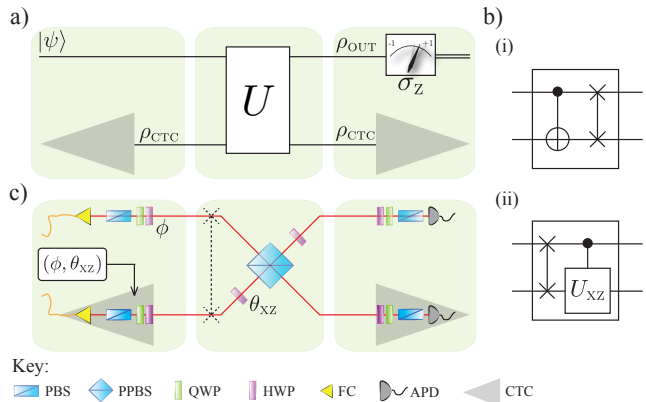 a)
|ψ⟩
ρOUT
-1
+1
σZ
U
ρCTC
ρCTC
b)
(i)
(ii)
UXZ
c)
ϕ
(ϕ, θXZ)
θXZ
Key:
PBS
PPBS
QWP
HWP
FC
APD
CTC